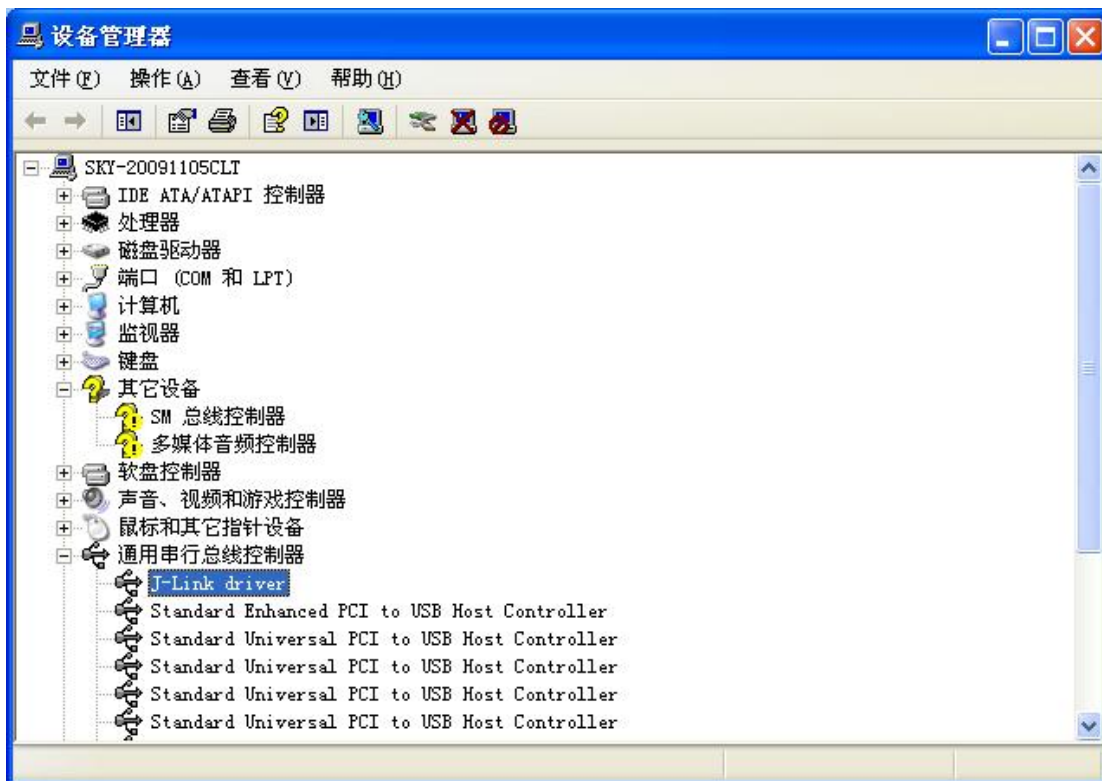 设备管理器
文件(F) 操作(A) 查看(V) 帮助(H)
SKY-20091105CLT
IDE ATA/ATAPI 控制器
处理器
磁盘驱动器
端口 (COM 和 LPT)
计算机
监视器
键盘
其它设备
SM 总线控制器
多媒体音频控制器
软盘控制器
声音、视频和游戏控制器
鼠标和其它指针设备
通用串行总线控制器
J-Link driver
Standard Enhanced PCI to USB Host Controller
Standard Universal PCI to USB Host Controller
Standard Universal PCI to USB Host Controller
Standard Universal PCI to USB Host Controller
Standard Universal PCI to USB Host Controller